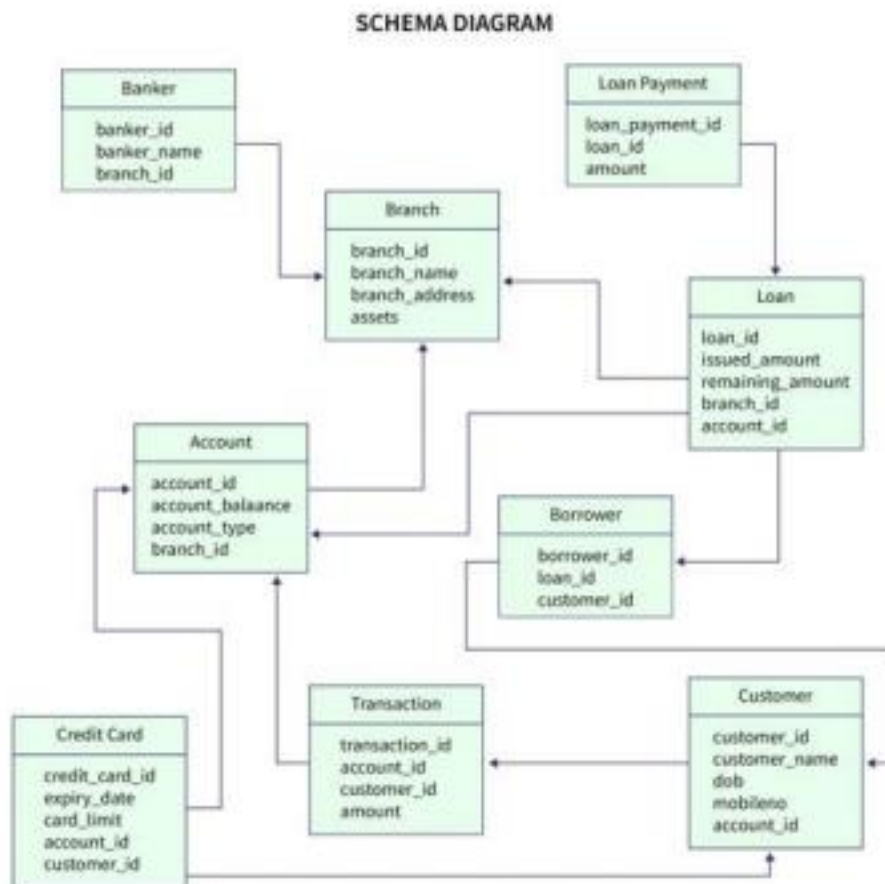 SCHEMA DIAGRAM
Banker
banker_id
banker_name
branch_id
Loan Payment
loan_payment_id
loan_id
amount
Branch
branch_id
branch_name
branch_address
assets
Loan
loan_id
issued_amount
remaining_amount
branch_id
account_id
Account
account_id
account_balaance
account_type
branch_id
Borrower
borrower_id
loan_id
customer_id
Transaction
transaction_id
account_id
customer_id
amount
Customer
customer_id
customer_name
dob
mobileno
account_id
Credit Card
credit_card_id
expiry_date
card_limit
account_id
customer_id